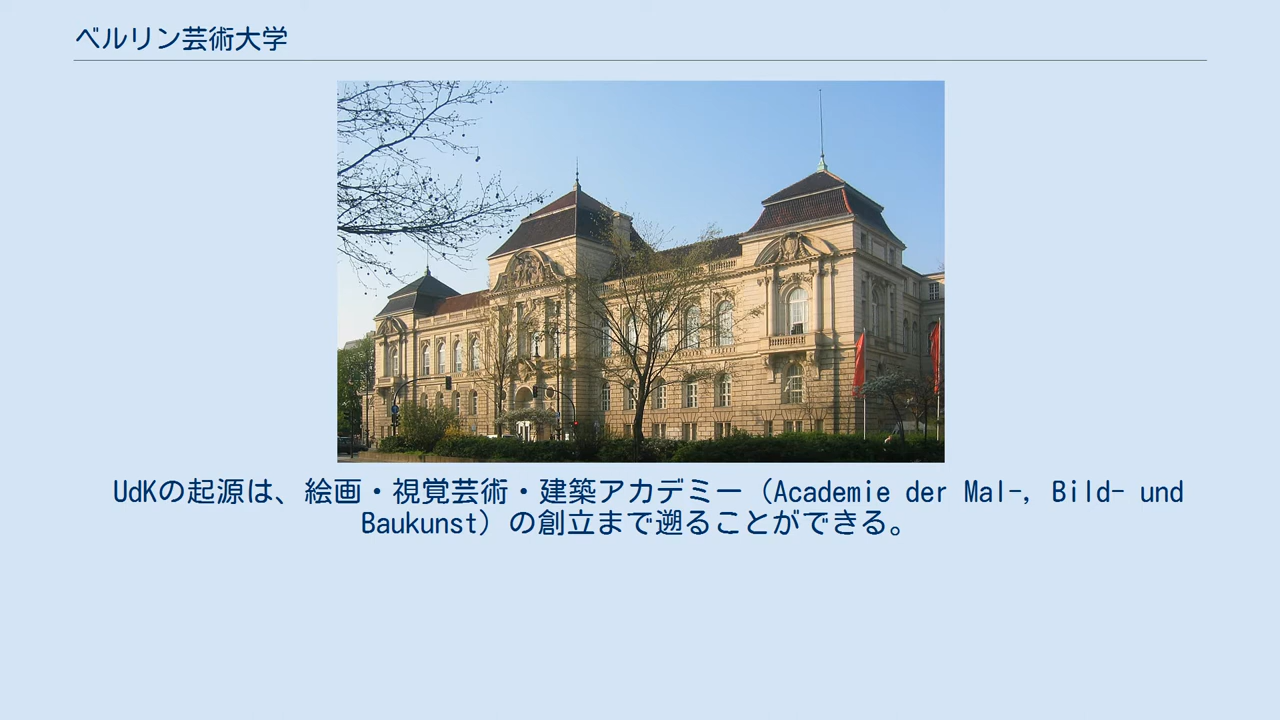 ベルリン芸術大学
UdKの起源は、絵画・視覚芸術・建築アカデミー（Academie der Mal-, Bild- und
Baukunst）の創立まで遡ることができる。